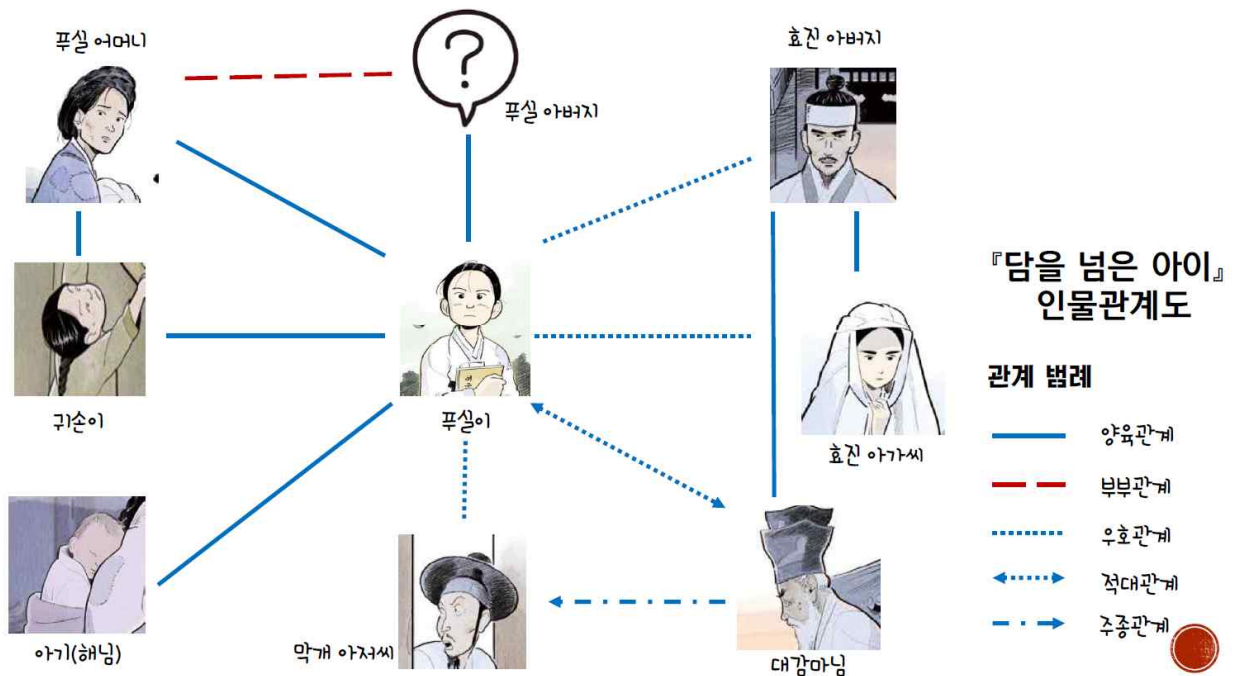 푸실 어머니
?
푸실 아버지
효진 아버지
귀손이
푸실이
효진 아가씨
아기(해님)
막개 아저씨
대감마님
『담을 넘은 아이』
인물관계도
관계 범례
양육관계
부부관계
우호관계
적대관계
주종관계